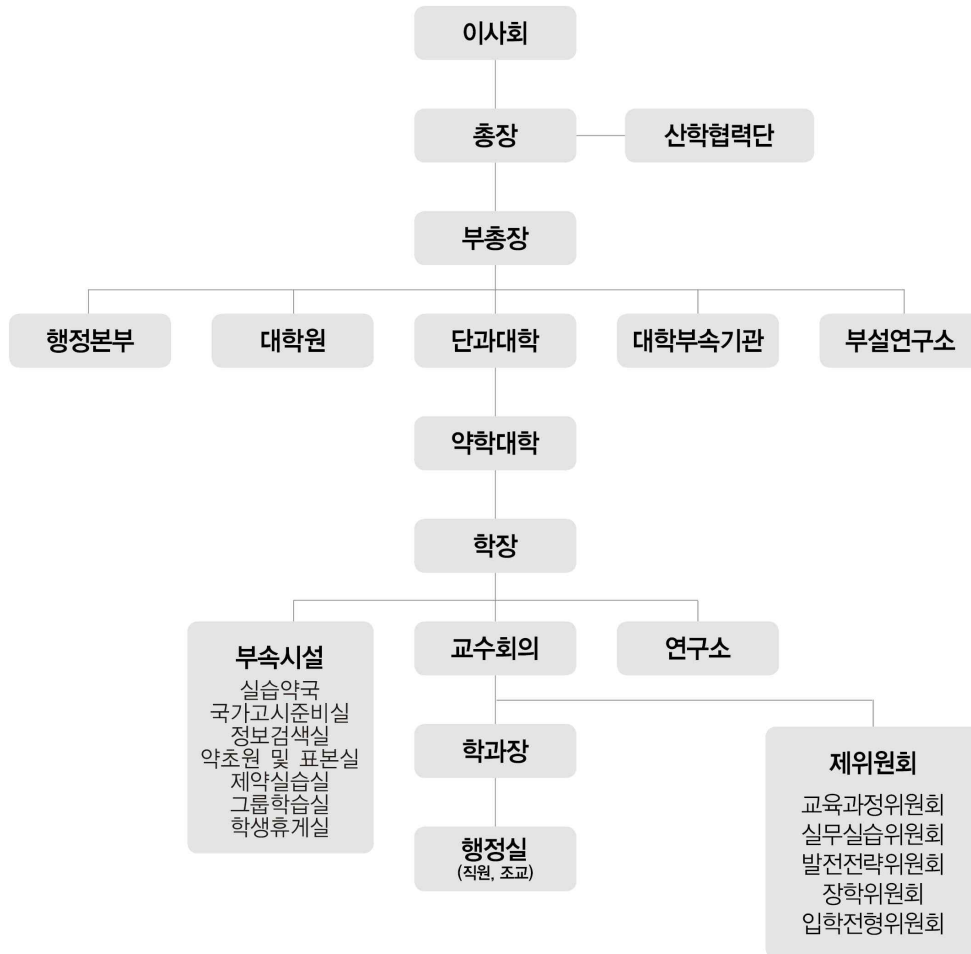 이사회
총장
산학협력단
부총장
행정본부
대학원
단과대학
대학부속기관
부설연구소
약학대학
학장
부속시설
실습약국
국가고시준비실
정보검색실
약초원 및 표본실
제약실습실
그룹학습실
학생휴게실
교수회의
연구소
학과장
행정실
(직원, 조교)
제위원회
교육과정위원회
실무실습위원회
발전전략위원회
장학위원회
입학전형위원회